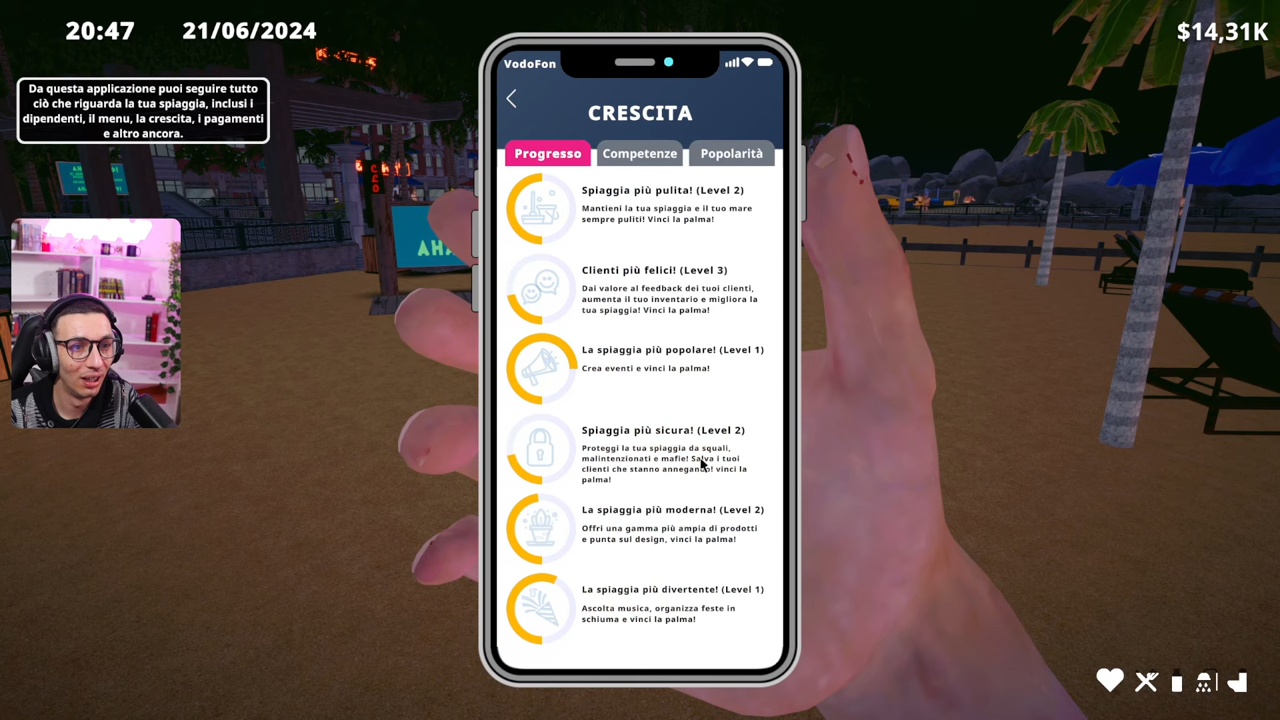 20:47
21/06/2024
$14,31K
Da questa applicazione puoi seguire tutto
ciò che riguarda la tua spiaggia, inclusi i
dipendenti, il menu, la crescita, i pagamenti
e altro ancora.
VodoFon
CRESCITA
Progresso
Competenze
Popolarità
Spiaggia più pulita! (Level 2)
Mantieni la tua spiaggia e il tuo mare
sempre puliti! Vinci la palma!
Clienti più felici! (Level 3)
Dai valore al feedback dei tuoi clienti,
aumenta il tuo inventario e migliora la
tua spiaggia! Vinci la palma!
La spiaggia più popolare! (Level 1)
Crea eventi e vinci la palma!
Spiaggia più sicura! (Level 2)
Proteggi la tua spiaggia da squali,
malintenzionati e mafie! Salva i tuoi
clienti che stanno annegando! vinci la
palma!
La spiaggia più moderna! (Level 2)
Offri una gamma più ampia di prodotti
e punta sul design, vinci la palma!
La spiaggia più divertente! (Level 1)
Ascolta musica, organizza feste in
schiuma e vinci la palma!
AHA